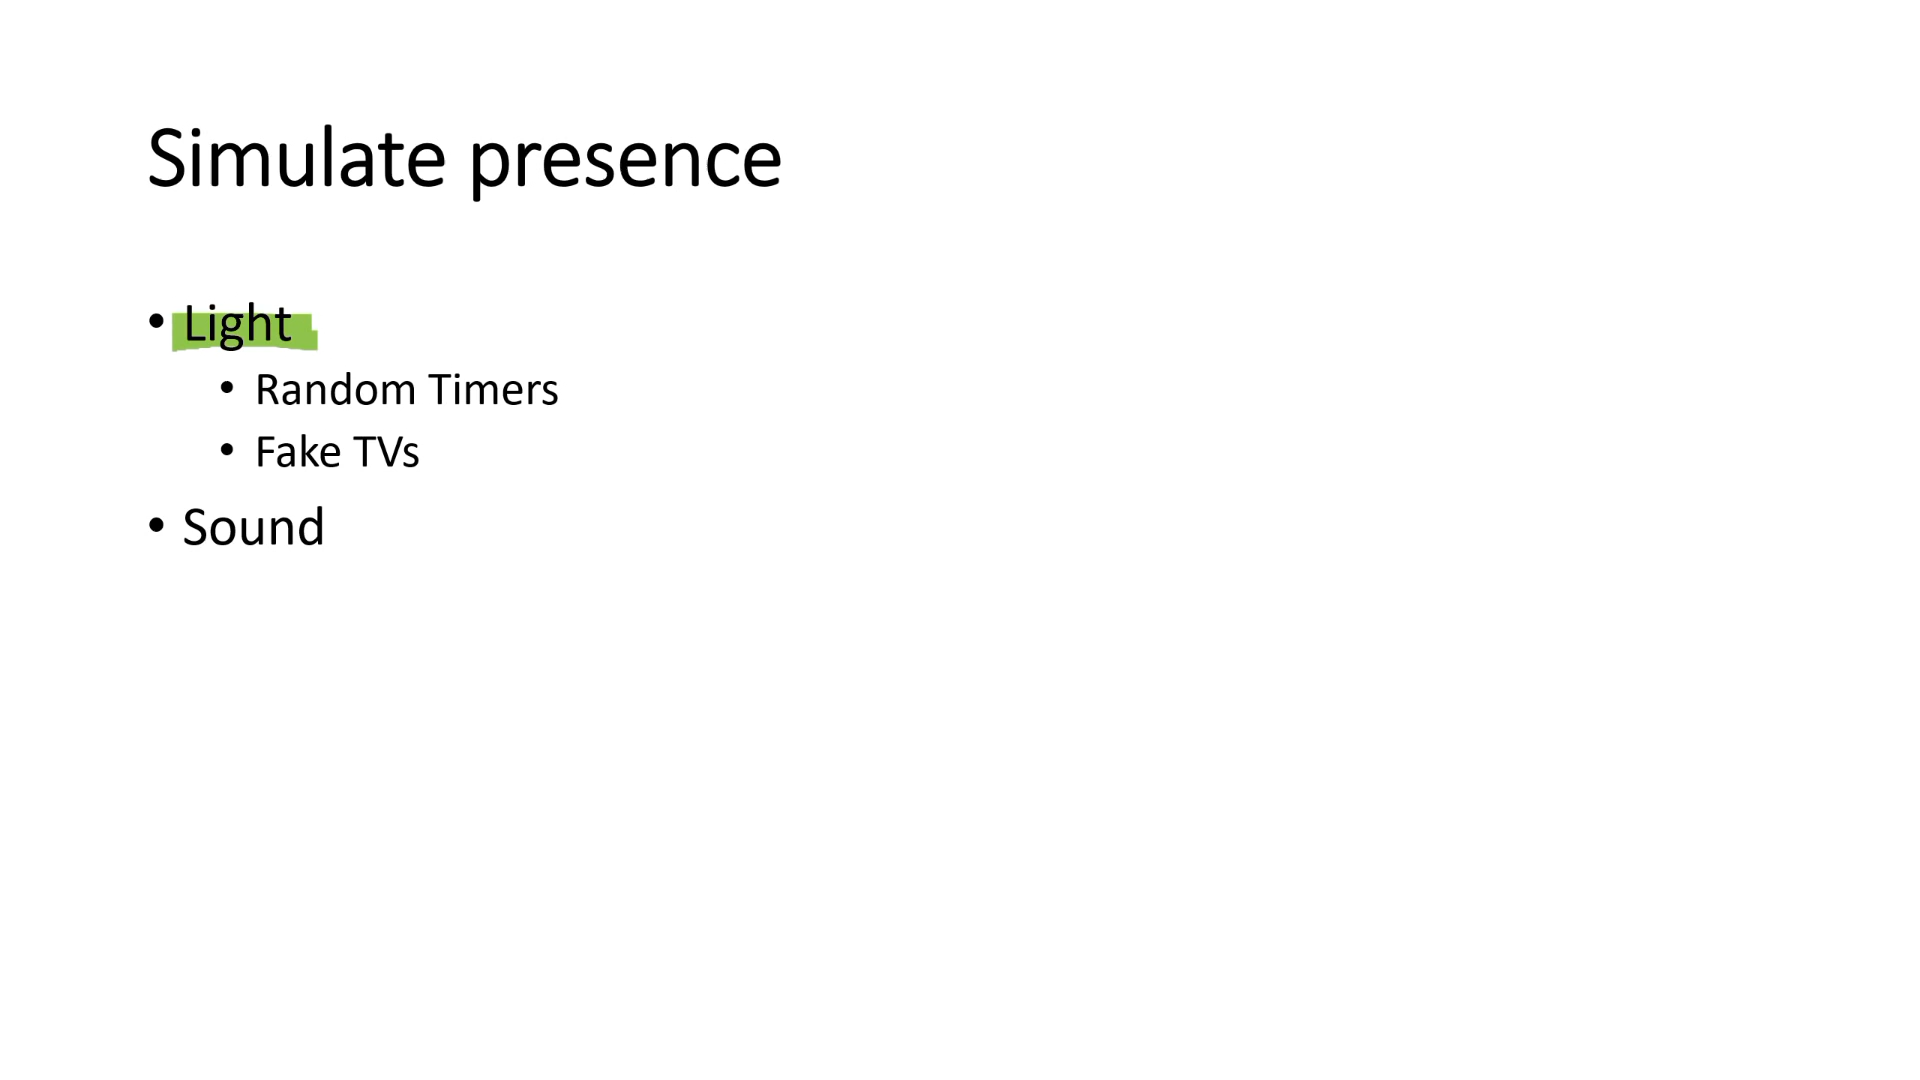 Simulate presence
• Light
• Random Timers
• Fake TVs
• Sound